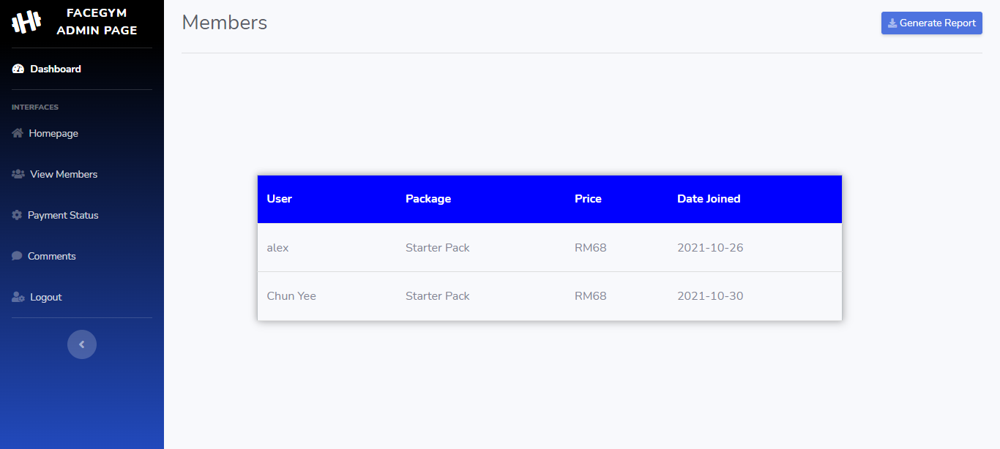 FACEGYM
ADMIN PAGE
Dashboard
INTERFACES
Homepage
View Members
Payment Status
Comments
Logout
Members
Generate Report
User Package Price Date Joined
alex Starter Pack RM68 2021-10-26
Chun Yee Starter Pack RM68 2021-10-30